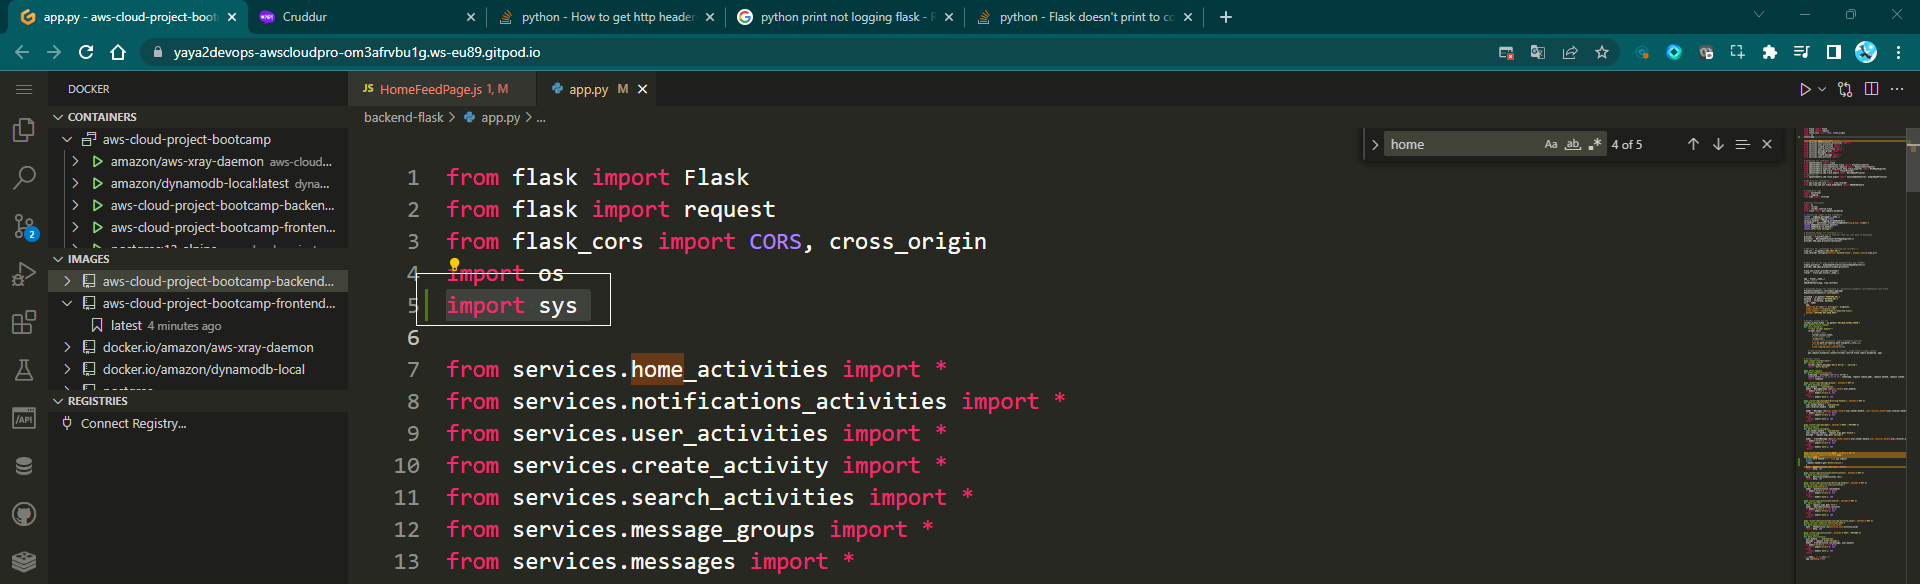 app.py - aws-cloud-project-boot
Cruddur
python - How to get http header
python print not logging flask -
python - Flask doesn't print to co
yaya2devops-awscloudpro-om3afrvbu1g.ws-eu89.gitpod.io
DOCKER
JS HomeFeedPage.js 1, M
app.py M
CONTAINERS
backend-flask > app.py > ...
aws-cloud-project-bootcamp
home
Aa ab .* 4 of 5
amazon/aws-xray-daemon aws-cloud...
amazon/dynamodb-local:latest dyna...
aws-cloud-project-bootcamp-backen...
aws-cloud-project-bootcamp-fronten...
IMAGES
aws-cloud-project-bootcamp-backend...
aws-cloud-project-bootcamp-frontend...
latest 4 minutes ago
docker.io/amazon/aws-xray-daemon
docker.io/amazon/dynamodb-local
REGISTRIES
Connect Registry...
2
/API
1 from flask import Flask
2 from flask import request
3 from flask_cors import CORS, cross_origin
4 import os
5 import sys
6
7 from services.home_activities import *
8 from services.notifications_activities import *
9 from services.user_activities import *
10 from services.create_activity import *
11 from services.search_activities import *
12 from services.message_groups import *
13 from services.messages import *